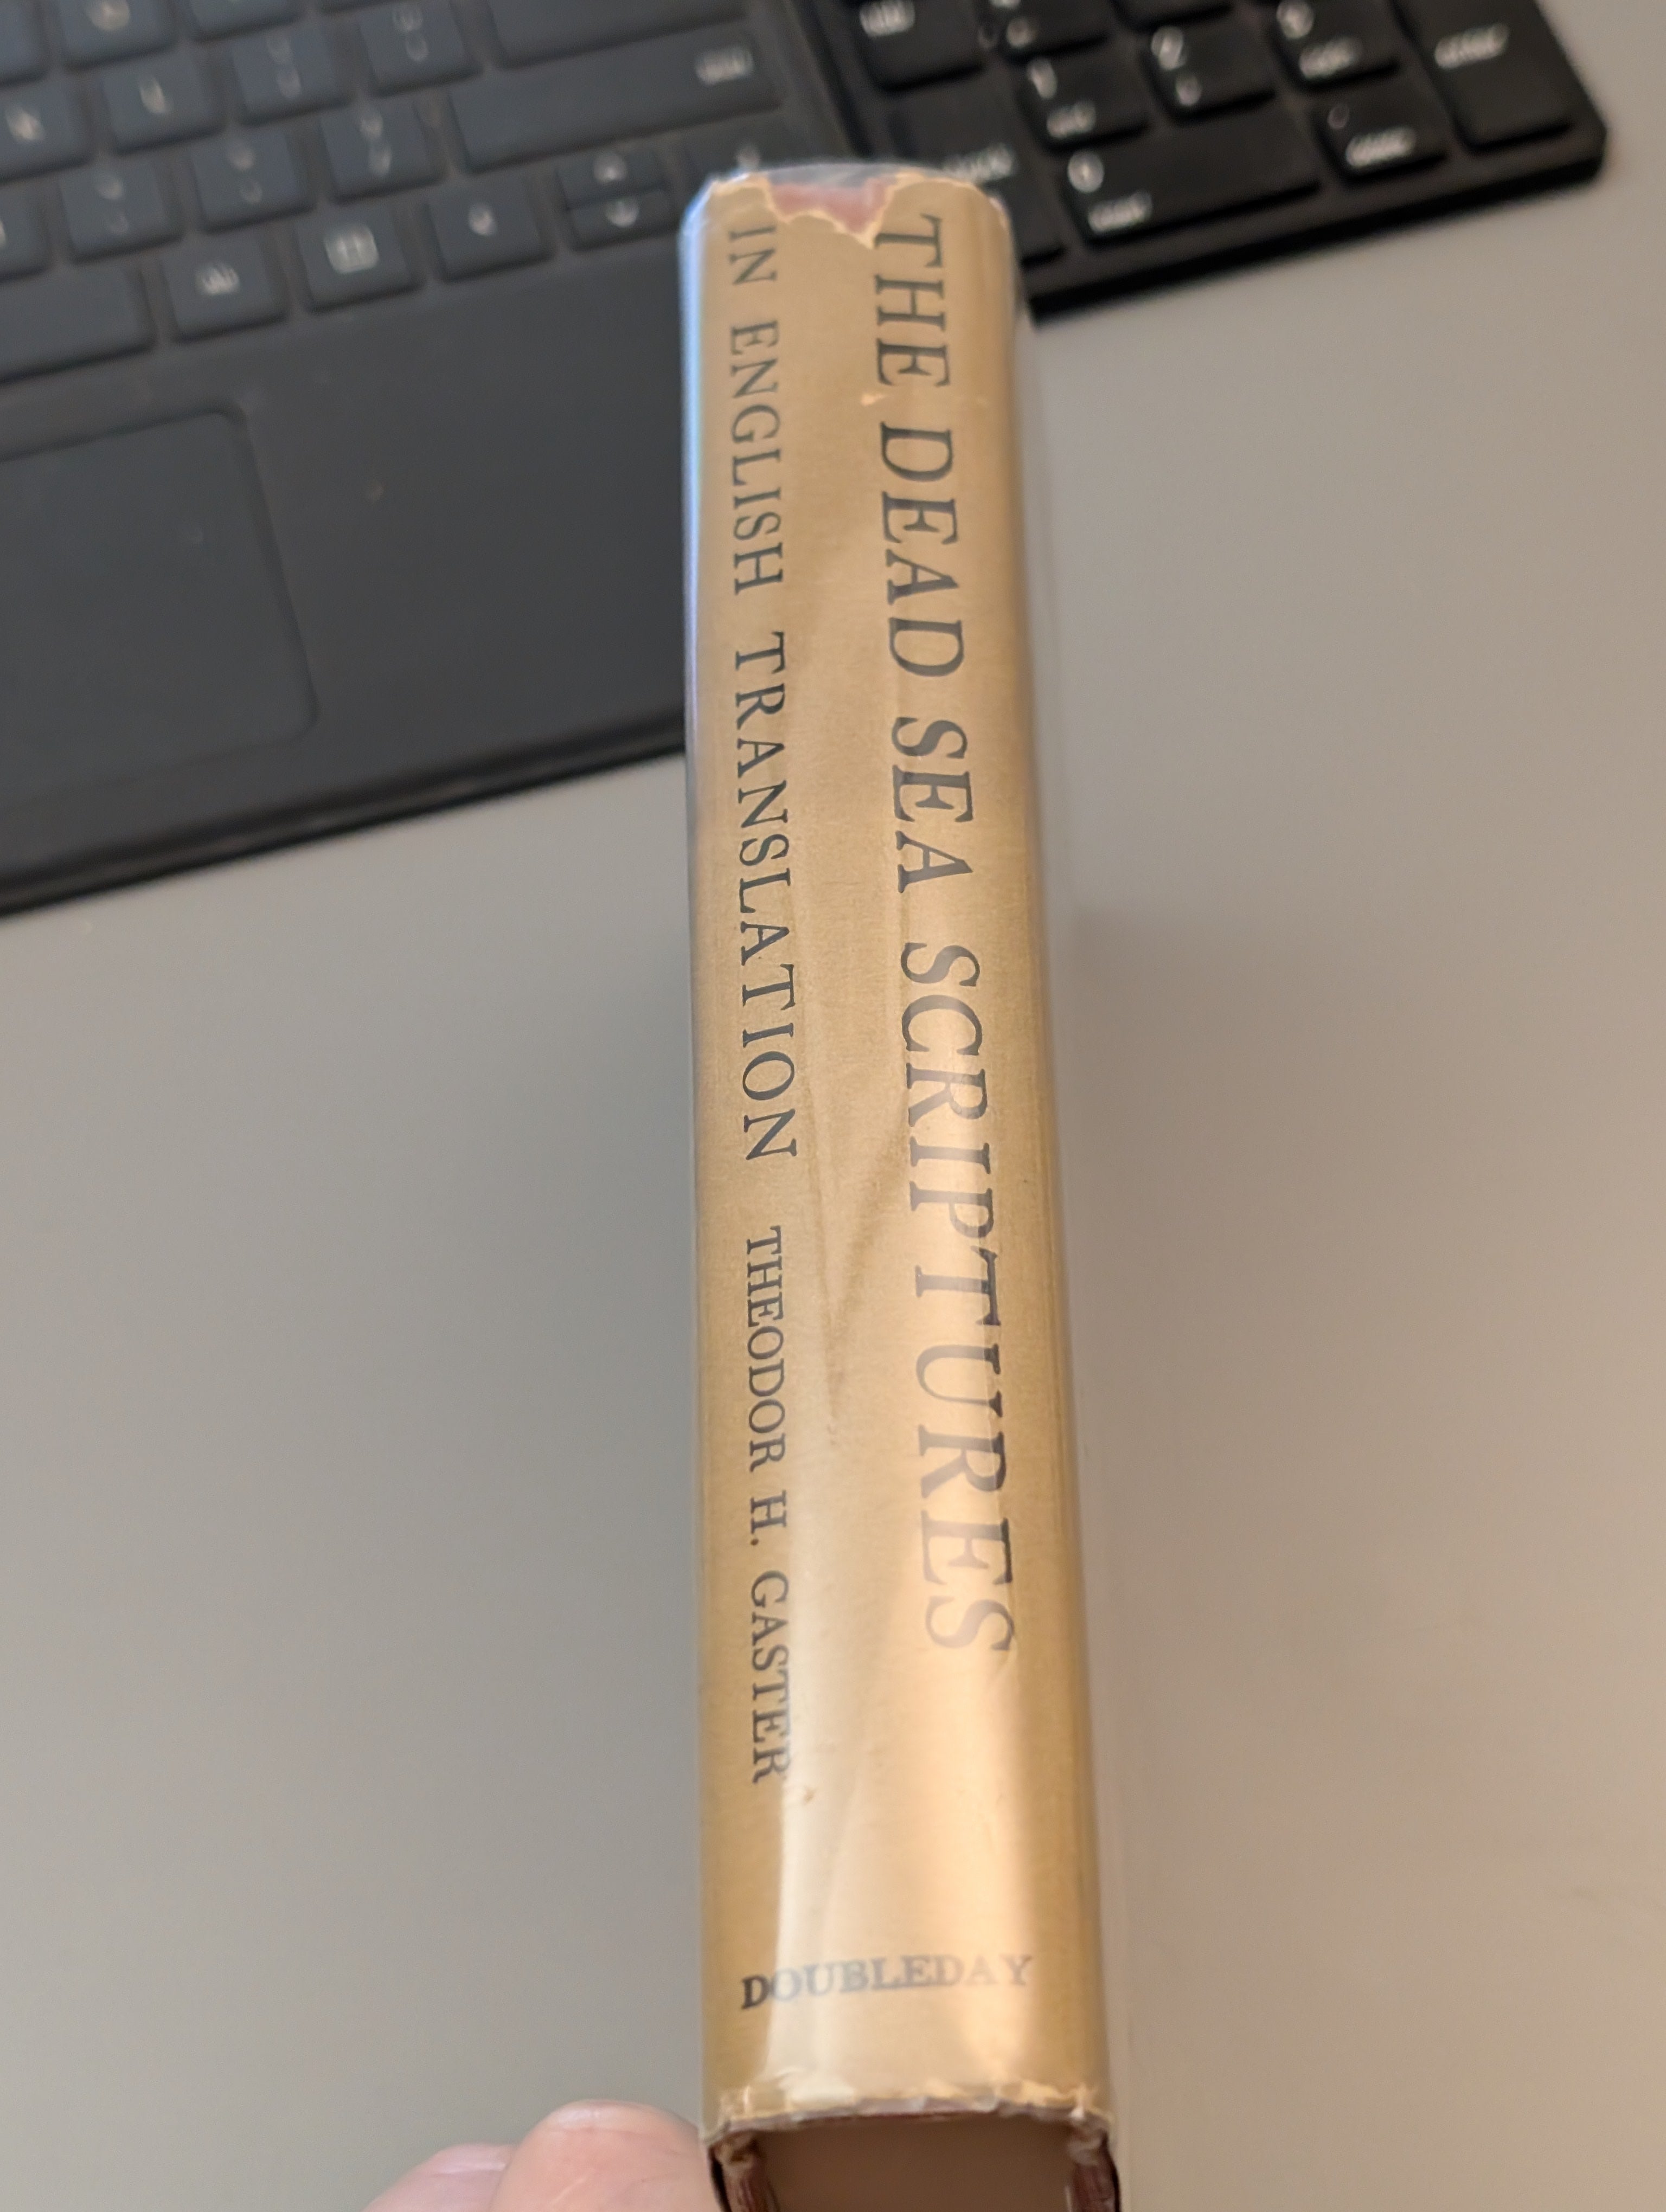 THE DEAD SEA SCRIPTURES
IN ENGLISH TRANSLATION THEODOR H. GASTER
DOUBLEDAY